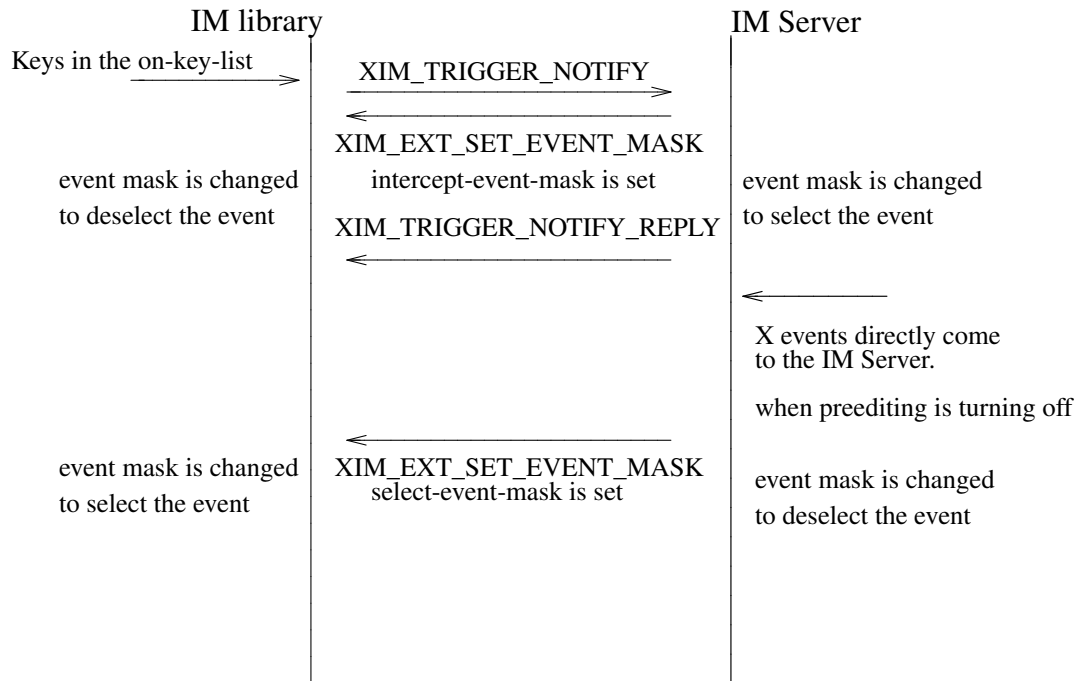 IM library
IM Server
Keys in the on-key-list
XIM_TRIGGER_NOTIFY
XIM_EXT_SET_EVENT_MASK
intercept-event-mask is set
event mask is changed
to deselect the event
event mask is changed
to select the event
XIM_TRIGGER_NOTIFY_REPLY
X events directly come
to the IM Server.
when preediting is turning off
event mask is changed
to select the event
XIM_EXT_SET_EVENT_MASK
select-event-mask is set
event mask is changed
to deselect the event